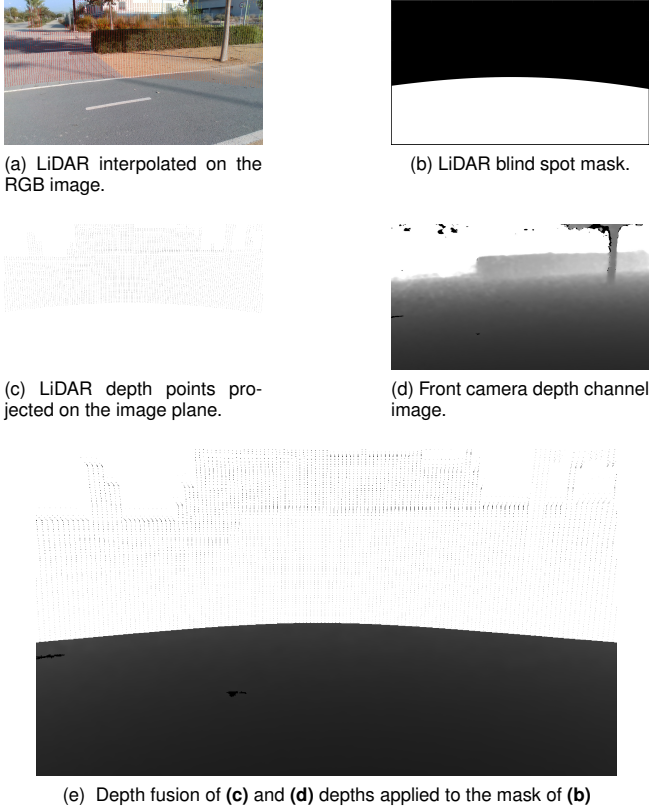 (a) LiDAR interpolated on the
RGB image.
(b) LiDAR blind spot mask.
(c) LiDAR depth points pro-
jected on the image plane.
(d) Front camera depth channel
image.
(e) Depth fusion of (c) and (d) depths applied to the mask of (b)